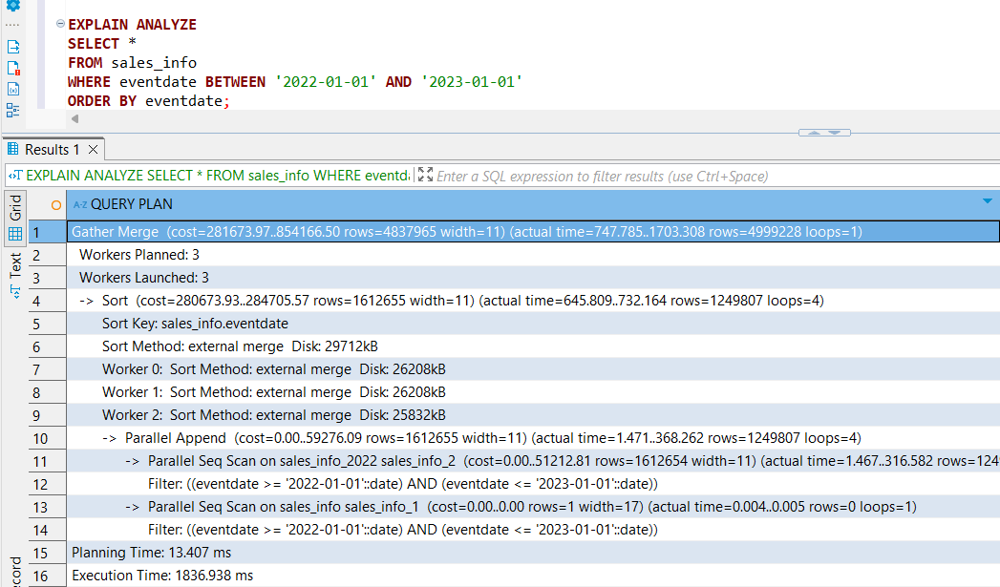 EXPLAIN ANALYZE
SELECT *
FROM sales_info
WHERE eventdate BETWEEN '2022-01-01' AND '2023-01-01'
ORDER BY eventdate;
Results 1
EXPLAIN ANALYZE SELECT * FROM sales_info WHERE eventd
Enter a SQL expression to filter results (use Ctrl+Space)
Grid
Text
cord
A-Z QUERY PLAN
1 Gather Merge (cost=281673.97..854166.50 rows=4837965 width=11) (actual time=747.785..1703.308 rows=4999228 loops=1)
2 Workers Planned: 3
3 Workers Launched: 3
4 -> Sort (cost=280673.93..284705.57 rows=1612655 width=11) (actual time=645.809..732.164 rows=1249807 loops=4)
5 Sort Key: sales_info.eventdate
6 Sort Method: external merge Disk: 29712kB
7 Worker 0: Sort Method: external merge Disk: 26208kB
8 Worker 1: Sort Method: external merge Disk: 26208kB
9 Worker 2: Sort Method: external merge Disk: 25832kB
10 -> Parallel Append (cost=0.00..59276.09 rows=1612655 width=11) (actual time=1.471..368.262 rows=1249807 loops=4)
11 -> Parallel Seq Scan on sales_info_2022 sales_info_2 (cost=0.00..51212.81 rows=1612654 width=11) (actual time=1.467..316.582 rows=124
12 Filter: ((eventdate >= '2022-01-01'::date) AND (eventdate <= '2023-01-01'::date))
13 -> Parallel Seq Scan on sales_info sales_info_1 (cost=0.00..0.00 rows=1 width=17) (actual time=0.004..0.005 rows=0 loops=1)
14 Filter: ((eventdate >= '2022-01-01'::date) AND (eventdate <= '2023-01-01'::date))
15 Planning Time: 13.407 ms
16 Execution Time: 1836.938 ms